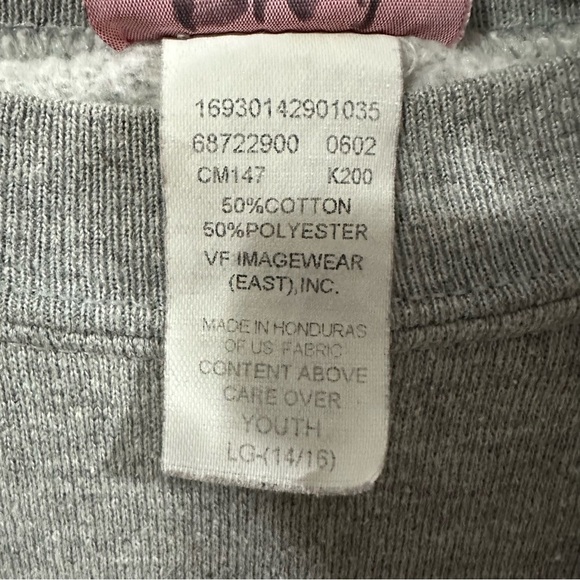 16930142901035
68722900 0602
CM147 K200
50%COTTON
50%POLYESTER
VF IMAGEWEAR
(EAST),INC.
MADE IN HONDURAS
OF US FABRIC
CONTENT ABOVE
CARE OVER
YOUTH
LG-(14/16)